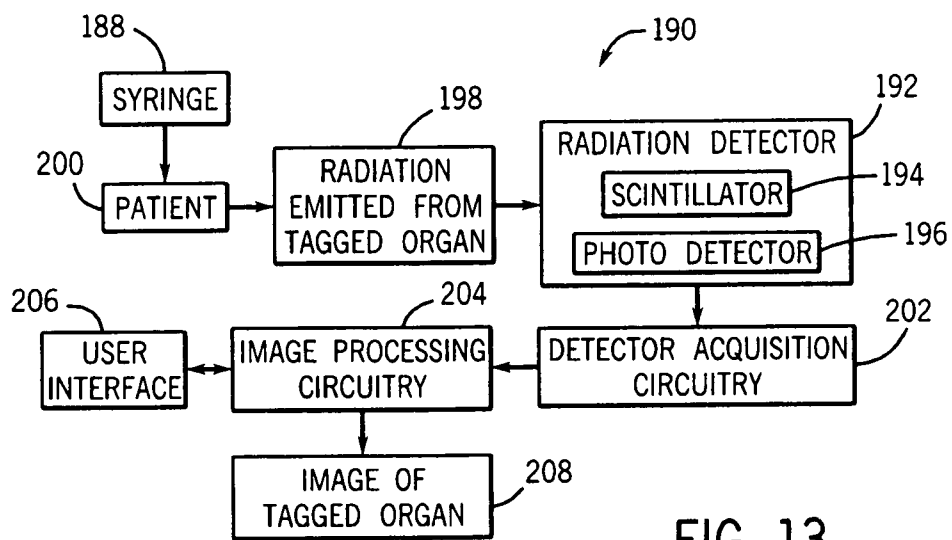 188
190
SYRINGE
198
192
200
PATIENT
RADIATION
EMITTED FROM
TAGGED ORGAN
RADIATION DETECTOR
SCINTILLATOR
194
PHOTO DETECTOR
196
206
204
202
USER
INTERFACE
IMAGE PROCESSING
CIRCUITRY
DETECTOR ACQUISITION
CIRCUITRY
IMAGE OF
TAGGED ORGAN
208
FIG. 13